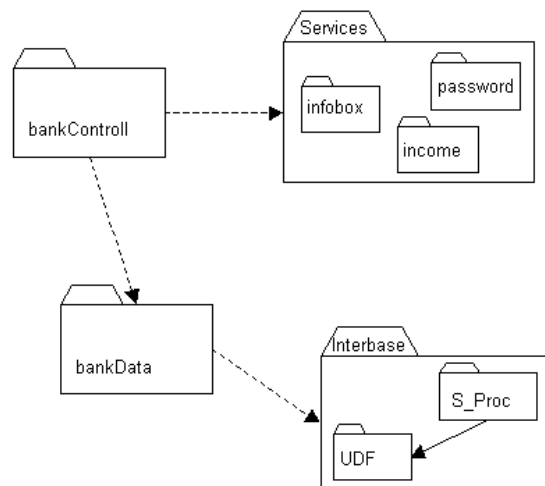 Services
password
infobox
bankControll
income
bankData
Interbase
S_Proc
UDF